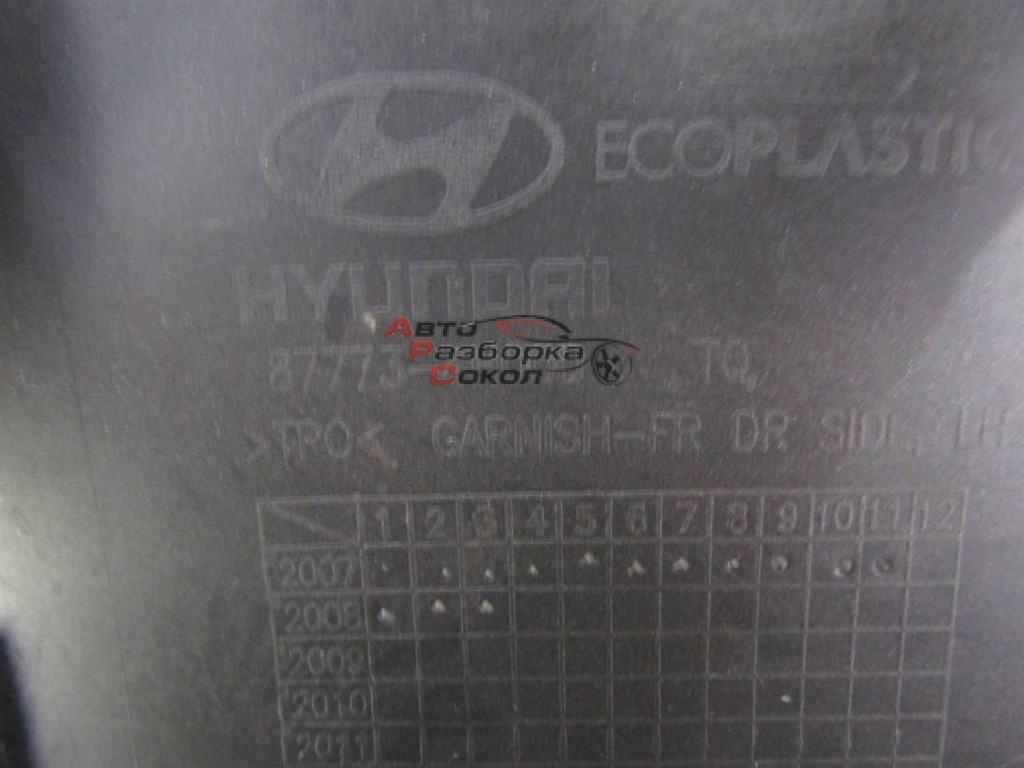 ECOPLASTIC
HYUNDAI
87773- TQ
АВТО
РАЗБОРКА
СОКОЛ
>TPO< GARNISH-FR DR SIDE, LH
1 2 3 4 5 6 7 8 9 10 11 12
2007
2008
2009
2010
2011